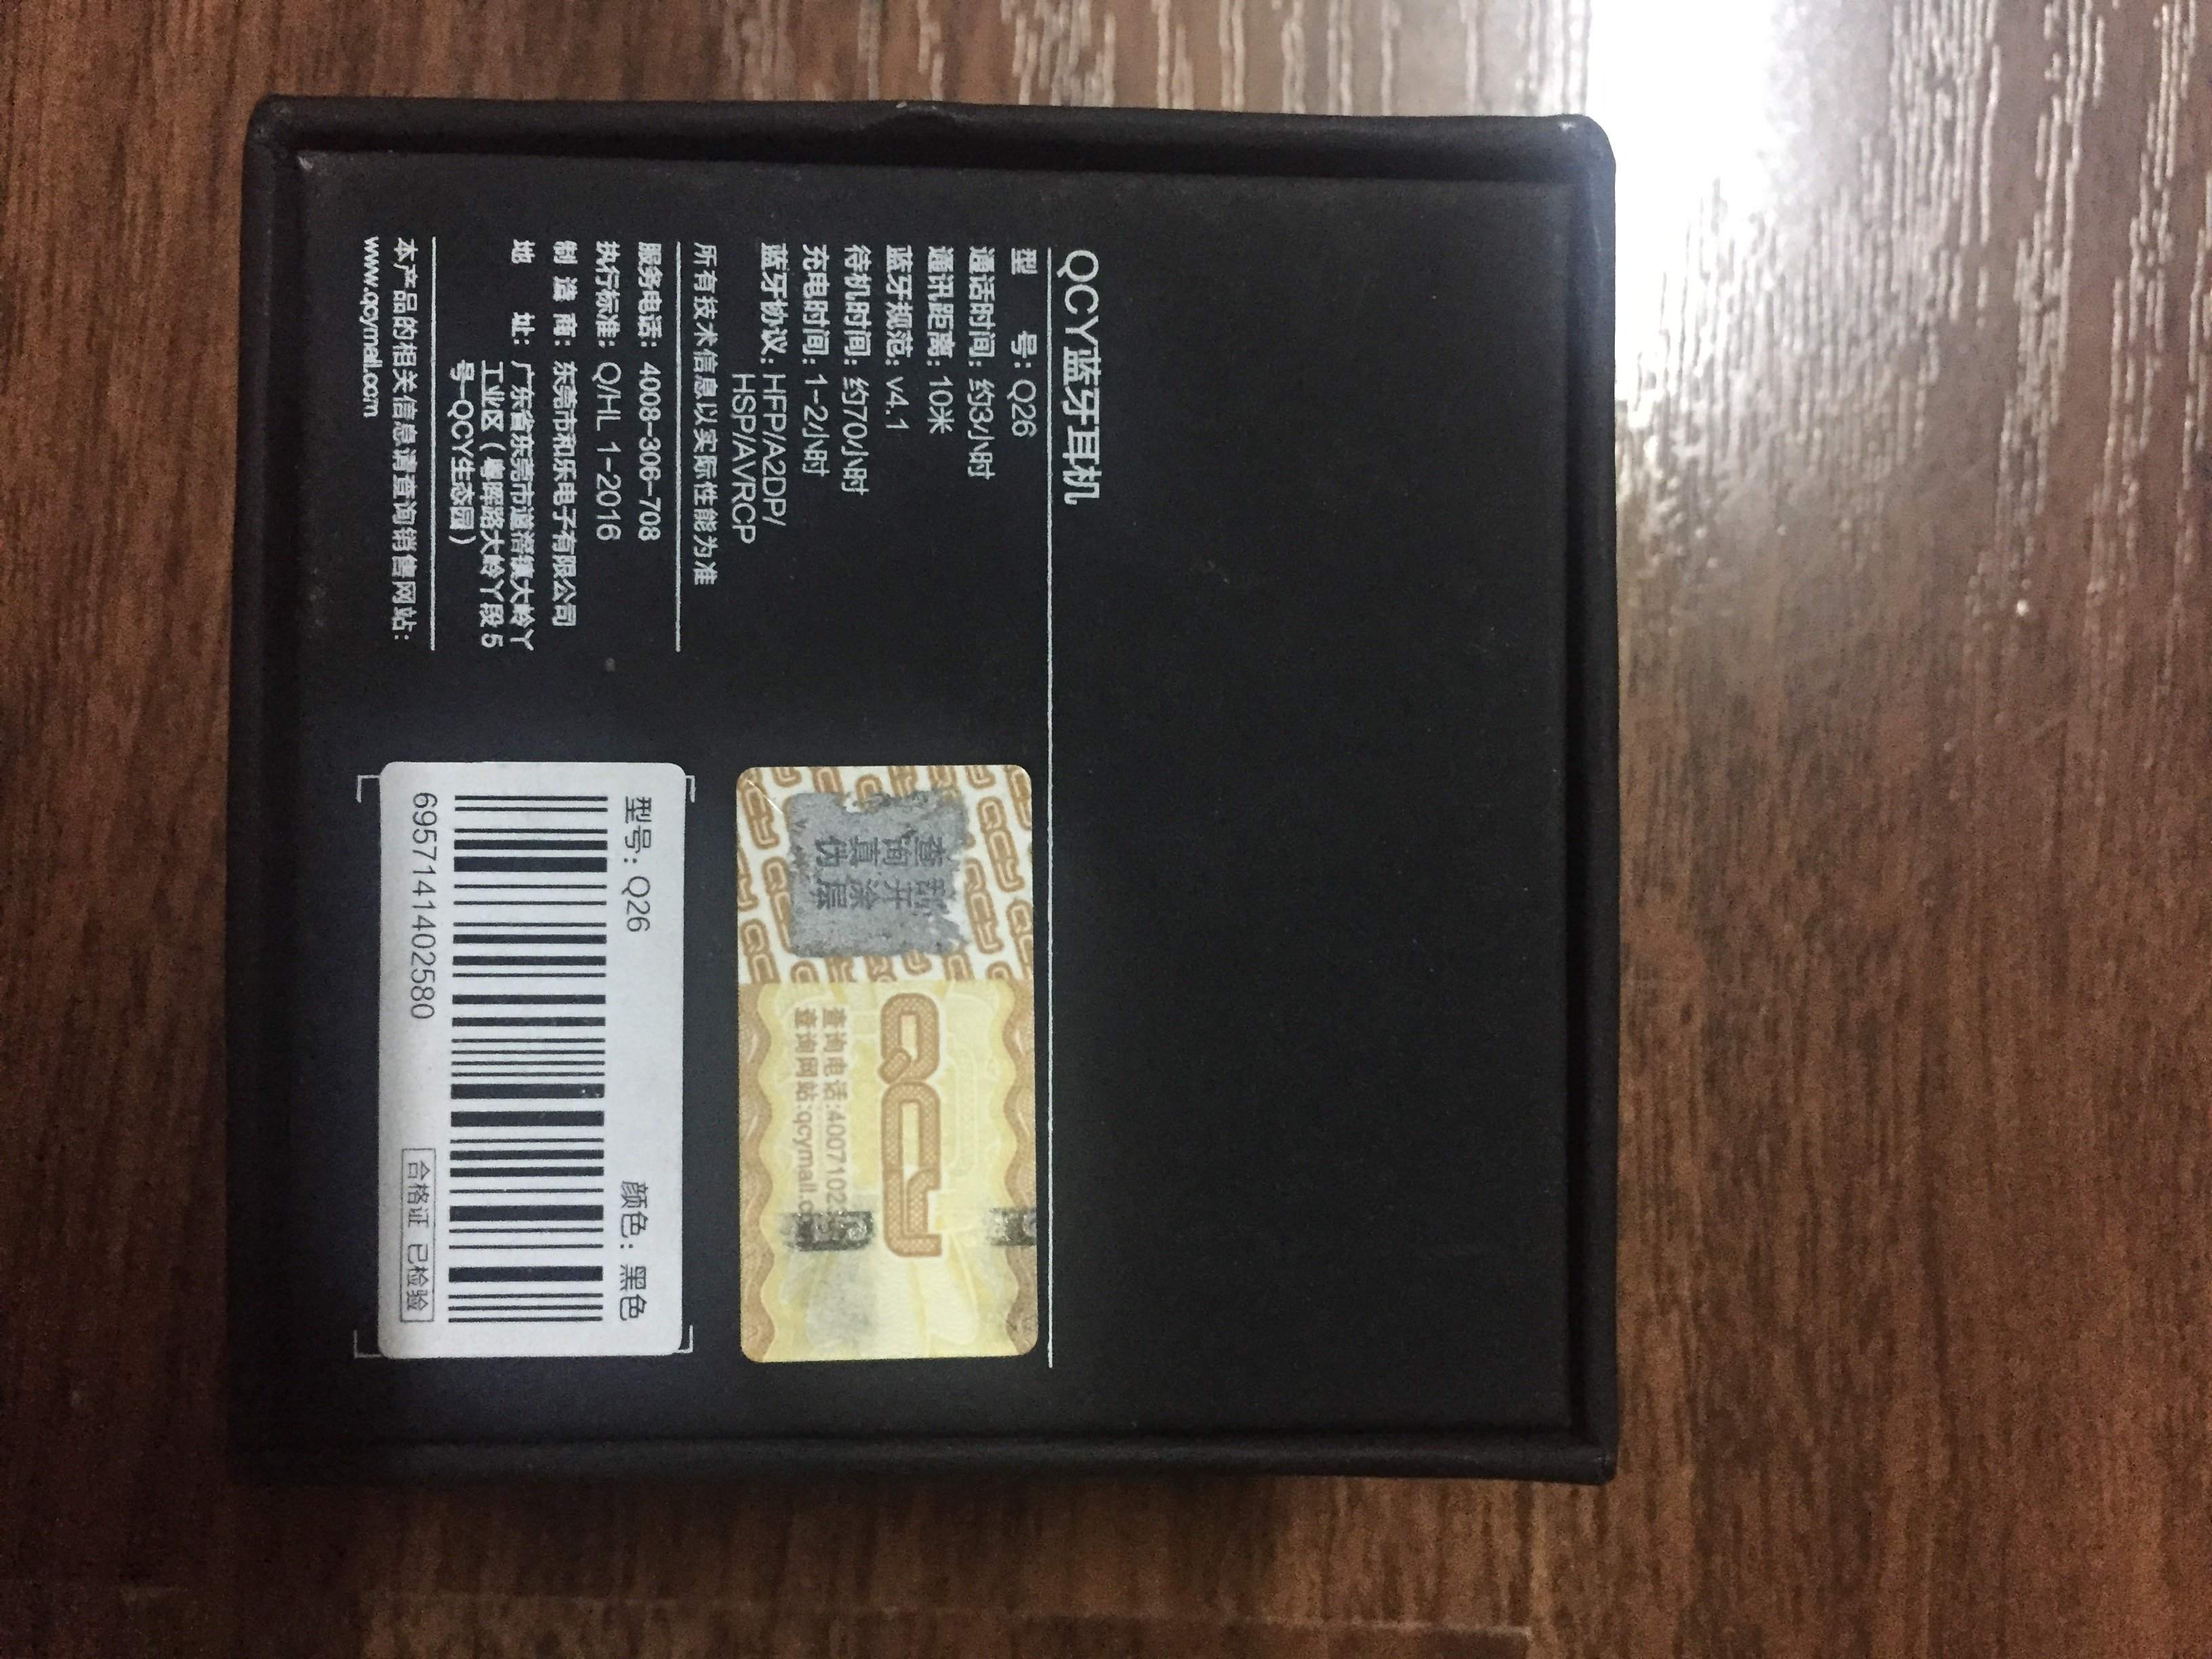 QCY蓝牙耳机
型 号: Q26
通话时间: 约3小时
通讯距离: 10米
蓝牙规范: v4.1
待机时间: 约70小时
充电时间: 1-2小时
蓝牙协议: HFP/A2DP/
HSP/AVRCP
所有技术信息以实际性能为准
服务电话: 4008-306-708
执行标准: Q/HL 1-2016
制 造 商: 东莞市和乐电子有限公司
地 址: 广东省东莞市道滘镇大岭丫
工业区(粤晖路大岭丫段5
号-QCY生态园)
本产品的相关信息请查询销售网站:
www.qcymall.com
刮开涂层
查询真伪
QCY
查询电话:40071023
查询网站:qcymall.c
型号: Q26 颜色: 黑色
6957141402580
合格证 已检验